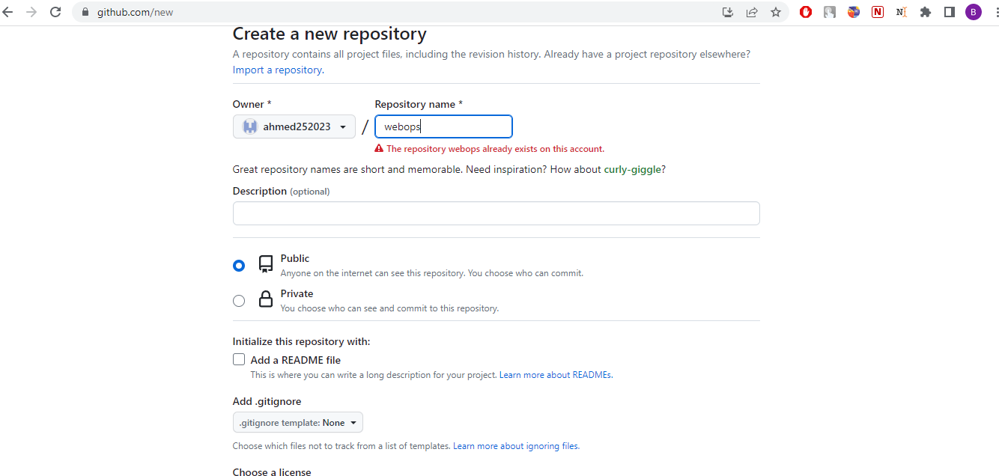 github.com/new
B
Create a new repository
A repository contains all project files, including the revision history. Already have a project repository elsewhere?
Import a repository.
Owner *
Repository name *
ahmed252023
/
webops
The repository webops already exists on this account.
Great repository names are short and memorable. Need inspiration? How about curly-giggle?
Description (optional)
Public
Anyone on the internet can see this repository. You choose who can commit.
Private
You choose who can see and commit to this repository.
Initialize this repository with:
Add a README file
This is where you can write a long description for your project. Learn more about READMEs.
Add .gitignore
.gitignore template: None
Choose which files not to track from a list of templates. Learn more about ignoring files.
Choose a license